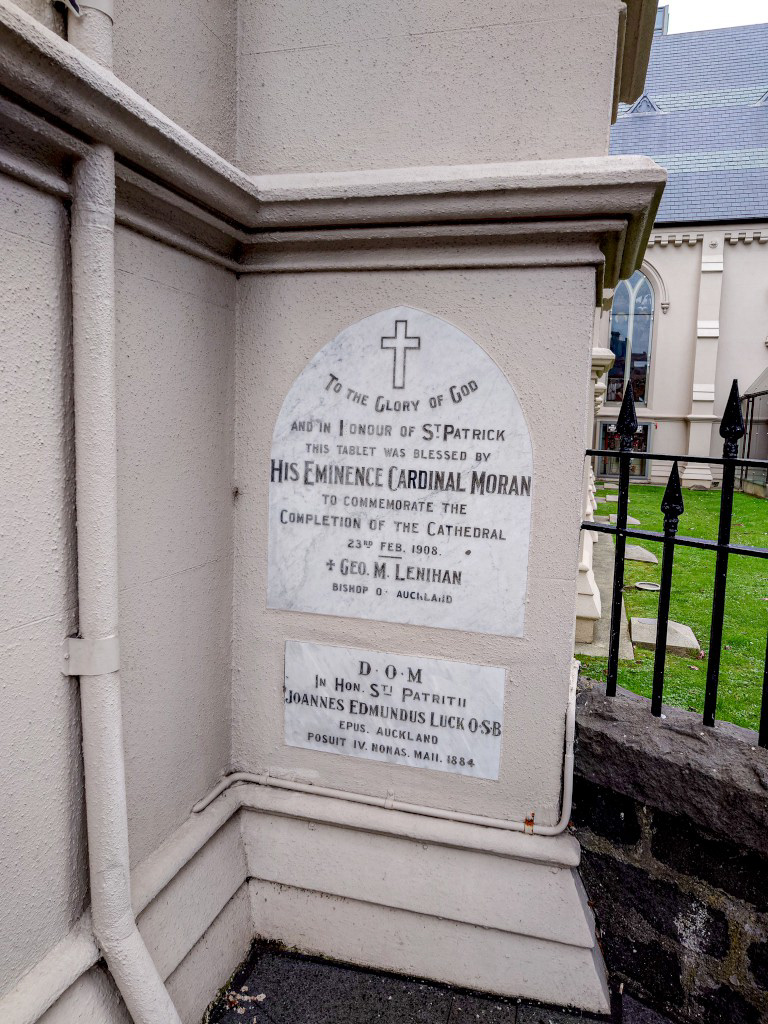 TO THE GLORY OF GOD
AND IN HONOUR OF ST PATRICK
THIS TABLET WAS BLESSED BY
HIS EMINENCE CARDINAL MORAN
TO COMMEMORATE THE
COMPLETION OF THE CATHEDRAL
23RD FEB. 1908.
✝ GEO. M. LENIHAN
BISHOP OF AUCKLAND
D·O·M
IN HON. STI PATRITII
JOANNES EDMUNDUS LUCK O·S·B
EPUS. AUCKLAND
POSUIT IV. NONAS. MAII. 1884